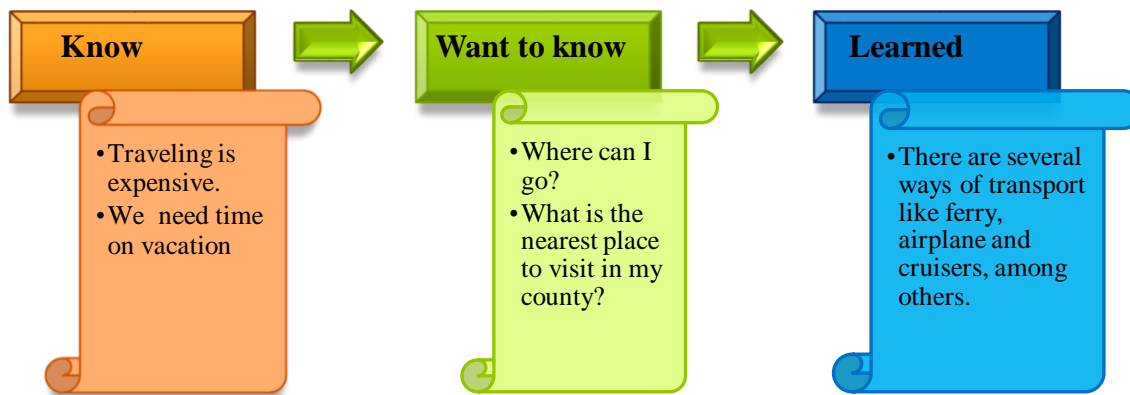 Know
• Traveling is
expensive.
• We need time
on vacation
Want to know
• Where can I
go?
• What is the
nearest place
to visit in my
county?
Learned
• There are several
ways of transport
like ferry,
airplane and
cruisers, among
others.